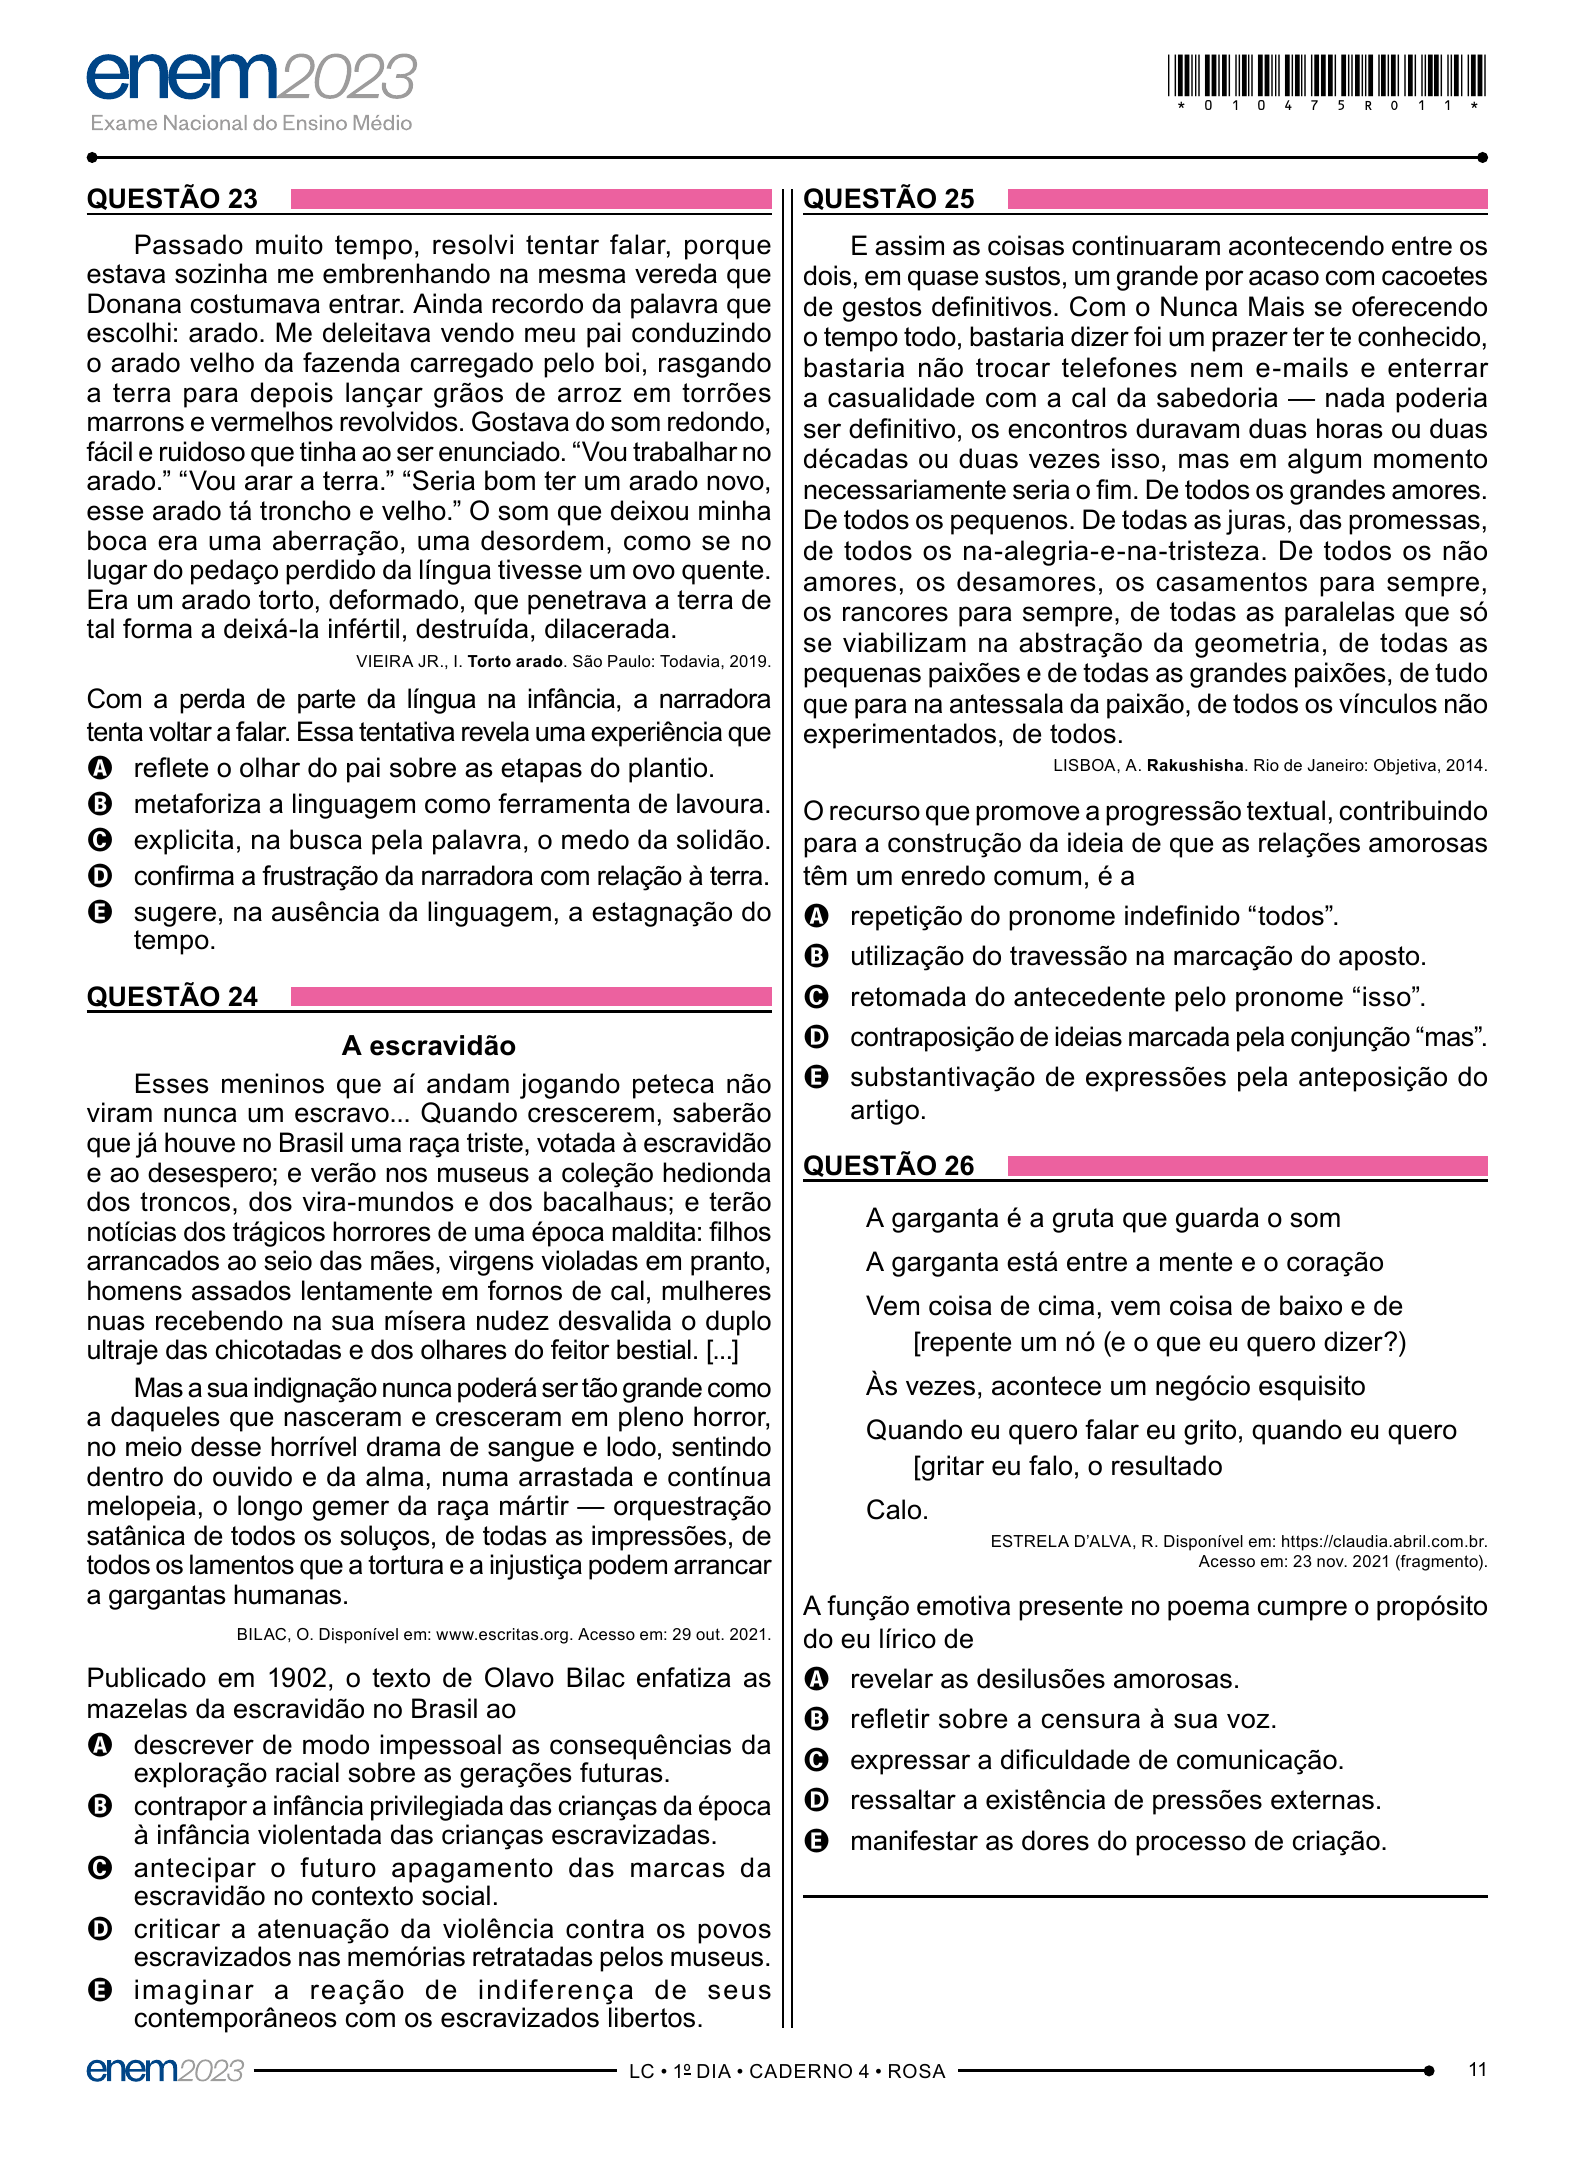 enem2023
Exame Nacional do Ensino Médio
*010475R011*
QUESTÃO 23
Passado muito tempo, resolvi tentar falar, porque
estava sozinha me embrenhando na mesma vereda que
Donana costumava entrar. Ainda recordo da palavra que
escolhi: arado. Me deleitava vendo meu pai conduzindo
o arado velho da fazenda carregado pelo boi, rasgando
a terra para depois lançar grãos de arroz em torrões
marrons e vermelhos revolvidos. Gostava do som redondo,
fácil e ruidoso que tinha ao ser enunciado. “Vou trabalhar no
arado.” “Vou arar a terra.” “Seria bom ter um arado novo,
esse arado tá troncho e velho.” O som que deixou minha
boca era uma aberração, uma desordem, como se no
lugar do pedaço perdido da língua tivesse um ovo quente.
Era um arado torto, deformado, que penetrava a terra de
tal forma a deixá-la infértil, destruída, dilacerada.
VIEIRA JR., I. Torto arado. São Paulo: Todavia, 2019.
Com a perda de parte da língua na infância, a narradora
tenta voltar a falar. Essa tentativa revela uma experiência que
A reflete o olhar do pai sobre as etapas do plantio.
B metaforiza a linguagem como ferramenta de lavoura.
C explicita, na busca pela palavra, o medo da solidão.
D confirma a frustração da narradora com relação à terra.
E sugere, na ausência da linguagem, a estagnação do
tempo.
QUESTÃO 24
A escravidão
Esses meninos que aí andam jogando peteca não
viram nunca um escravo... Quando crescerem, saberão
que já houve no Brasil uma raça triste, votada à escravidão
e ao desespero; e verão nos museus a coleção hedionda
dos troncos, dos vira-mundos e dos bacalhaus; e terão
notícias dos trágicos horrores de uma época maldita: filhos
arrancados ao seio das mães, virgens violadas em pranto,
homens assados lentamente em fornos de cal, mulheres
nuas recebendo na sua mísera nudez desvalida o duplo
ultraje das chicotadas e dos olhares do feitor bestial. [...]
Mas a sua indignação nunca poderá ser tão grande como
a daqueles que nasceram e cresceram em pleno horror,
no meio desse horrível drama de sangue e lodo, sentindo
dentro do ouvido e da alma, numa arrastada e contínua
melopeia, o longo gemer da raça mártir — orquestração
satânica de todos os soluços, de todas as impressões, de
todos os lamentos que a tortura e a injustiça podem arrancar
a gargantas humanas.
BILAC, O. Disponível em: www.escritas.org. Acesso em: 29 out. 2021.
Publicado em 1902, o texto de Olavo Bilac enfatiza as
mazelas da escravidão no Brasil ao
A descrever de modo impessoal as consequências da
exploração racial sobre as gerações futuras.
B contrapor a infância privilegiada das crianças da época
à infância violentada das crianças escravizadas.
C antecipar o futuro apagamento das marcas da
escravidão no contexto social.
D criticar a atenuação da violência contra os povos
escravizados nas memórias retratadas pelos museus.
E imaginar a reação de indiferença de seus
contemporâneos com os escravizados libertos.
QUESTÃO 25
E assim as coisas continuaram acontecendo entre os
dois, em quase sustos, um grande por acaso com cacoetes
de gestos definitivos. Com o Nunca Mais se oferecendo
o tempo todo, bastaria dizer foi um prazer ter te conhecido,
bastaria não trocar telefones nem e-mails e enterrar
a casualidade com a cal da sabedoria — nada poderia
ser definitivo, os encontros duravam duas horas ou duas
décadas ou duas vezes isso, mas em algum momento
necessariamente seria o fim. De todos os grandes amores.
De todos os pequenos. De todas as juras, das promessas,
de todos os na-alegria-e-na-tristeza. De todos os não
amores, os desamores, os casamentos para sempre,
os rancores para sempre, de todas as paralelas que só
se viabilizam na abstração da geometria, de todas as
pequenas paixões e de todas as grandes paixões, de tudo
que para na antessala da paixão, de todos os vínculos não
experimentados, de todos.
LISBOA, A. Rakushisha. Rio de Janeiro: Objetiva, 2014.
O recurso que promove a progressão textual, contribuindo
para a construção da ideia de que as relações amorosas
têm um enredo comum, é a
A repetição do pronome indefinido “todos”.
B utilização do travessão na marcação do aposto.
C retomada do antecedente pelo pronome “isso”.
D contraposição de ideias marcada pela conjunção “mas”.
E substantivação de expressões pela anteposição do
artigo.
QUESTÃO 26
A garganta é a gruta que guarda o som
A garganta está entre a mente e o coração
Vem coisa de cima, vem coisa de baixo e de
[repente um nó (e o que eu quero dizer?)
Às vezes, acontece um negócio esquisito
Quando eu quero falar eu grito, quando eu quero
[gritar eu falo, o resultado
Calo.
ESTRELA D’ALVA, R. Disponível em: https://claudia.abril.com.br.
Acesso em: 23 nov. 2021 (fragmento).
A função emotiva presente no poema cumpre o propósito
do eu lírico de
A revelar as desilusões amorosas.
B refletir sobre a censura à sua voz.
C expressar a dificuldade de comunicação.
D ressaltar a existência de pressões externas.
E manifestar as dores do processo de criação.
enem2023
LC • 1º DIA • CADERNO 4 • ROSA
11